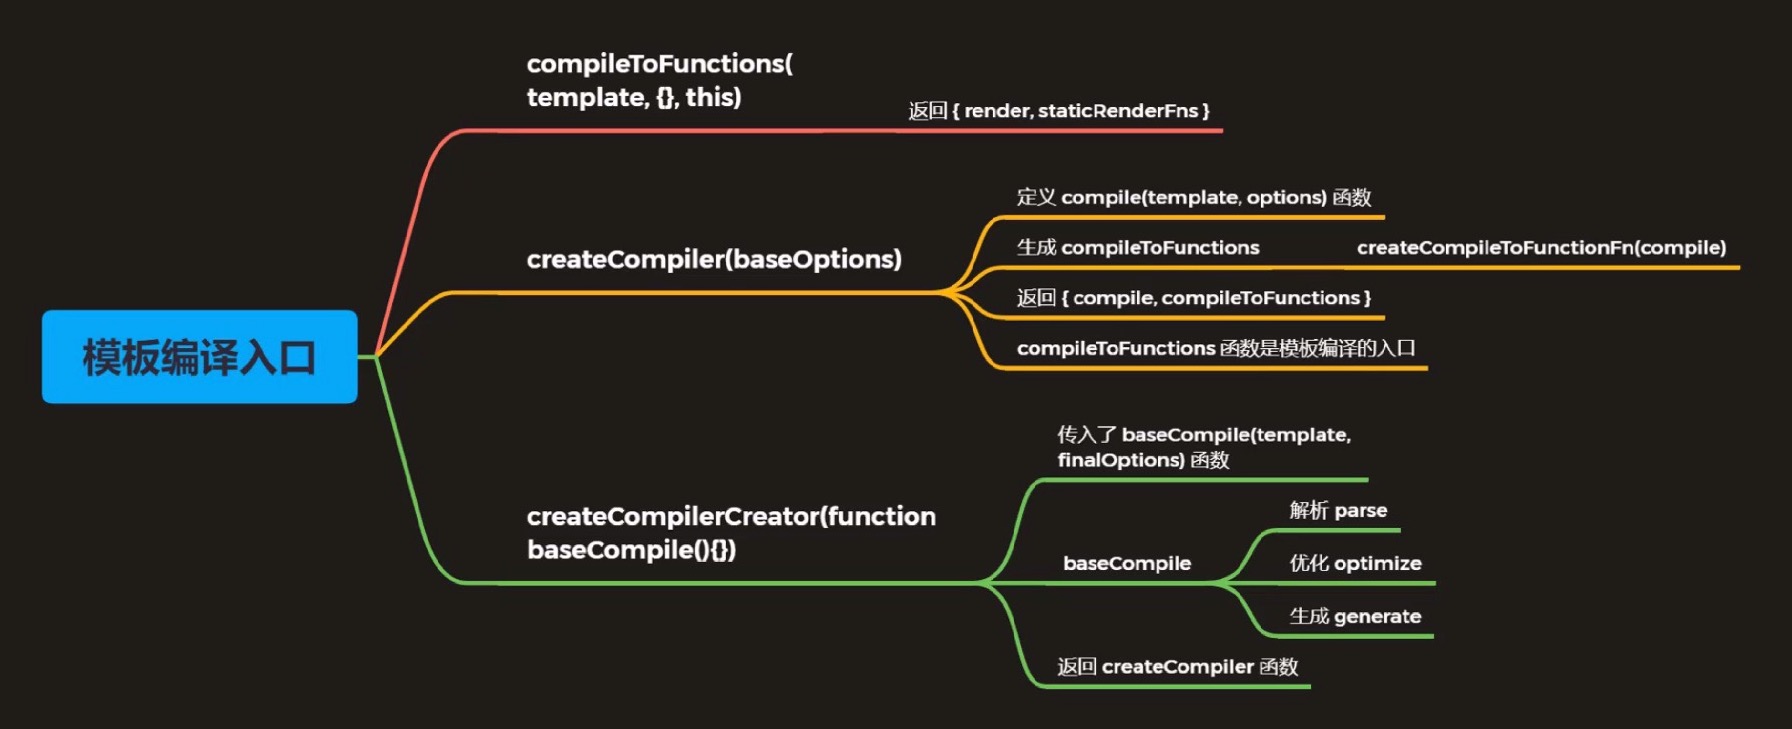 模板编译入口
compileToFunctions(
template, {}, this)
返回 { render, staticRenderFns }
createCompiler(baseOptions)
定义 compile(template, options) 函数
生成 compileToFunctions
createCompileToFunctionFn(compile)
返回 { compile, compileToFunctions }
compileToFunctions 函数是模板编译的入口
createCompilerCreator(function
baseCompile(){})
传入了 baseCompile(template,
finalOptions) 函数
baseCompile
解析 parse
优化 optimize
生成 generate
返回 createCompiler 函数